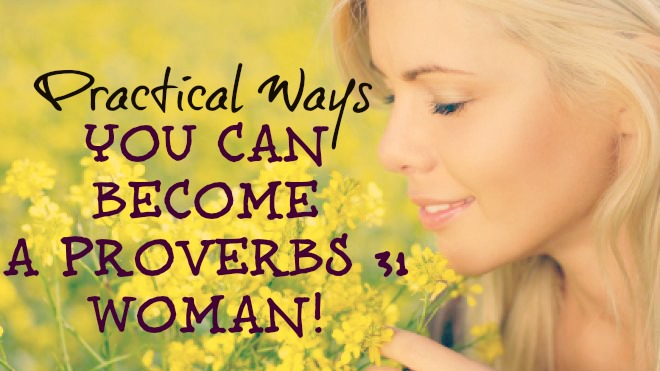 Practical Ways
YOU CAN
BECOME
A PROVERBS 31
WOMAN!